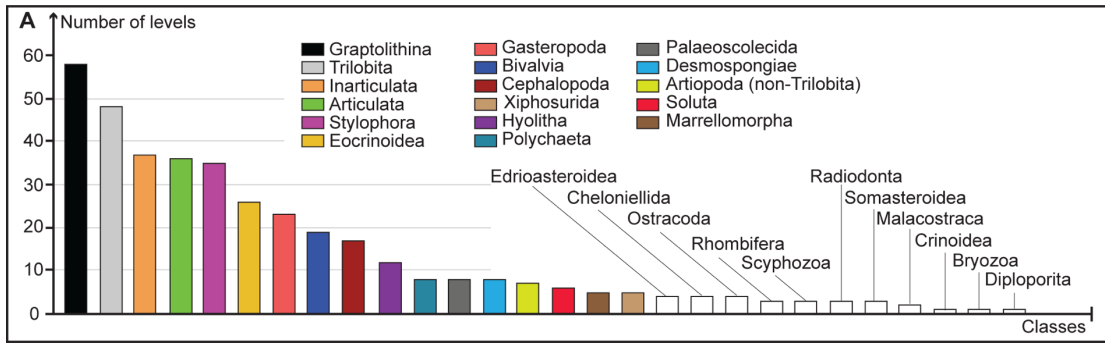 A
Number of levels
60
50
40
30
20
10
0
Graptolithina
Trilobita
Inarticulata
Articulata
Stylophora
Eocrinoidea
Gasteropoda
Bivalvia
Cephalopoda
Xiphosurida
Hyolitha
Polychaeta
Palaeoscolecida
Desmospongiae
Artiopoda (non-Trilobita)
Soluta
Marrellomorpha
Edrioasteroidea
Cheloniellida
Ostracoda
Rhombifera
Scyphozoa
Radiodonta
Somasteroidea
Malacostraca
Crinoidea
Bryozoa
Diploporita
Classes